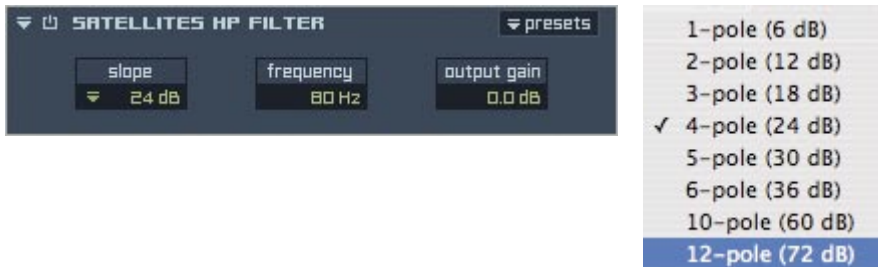 SATELLITES HP FILTER
presets
slope
frequency
output gain
24 dB
80 Hz
0.0 dB
1-pole (6 dB)
2-pole (12 dB)
3-pole (18 dB)
✓ 4-pole (24 dB)
5-pole (30 dB)
6-pole (36 dB)
10-pole (60 dB)
12-pole (72 dB)